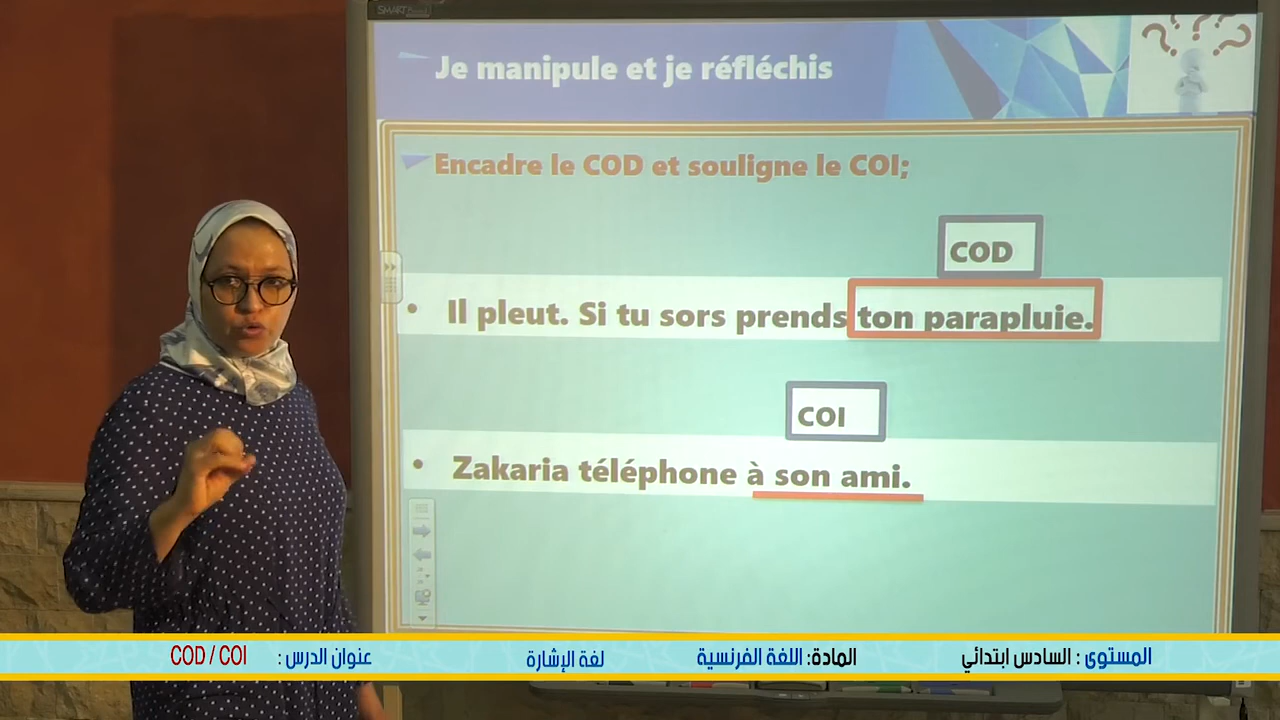 SMART
Je manipule et je réfléchis
Encadre le COD et souligne le COI;
COD
• Il pleut. Si tu sors prends ton parapluie.
COI
• Zakaria téléphone à son ami.
المستوى : السادس ابتدائي المادة: اللغة الفرنسية لغة الإشارة عنوان الدرس : COD / COI